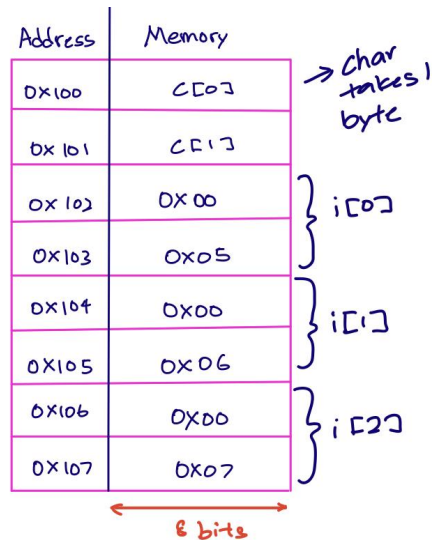 Address Memory
0x100 C[0]
→ char
takes 1
byte
0x101 C[1]
0x102 0x00
i[0]
0x103 0x05
0x104 0x00
i[1]
0x105 0x06
0x106 0x00
i[2]
0x107 0x07
8 bits